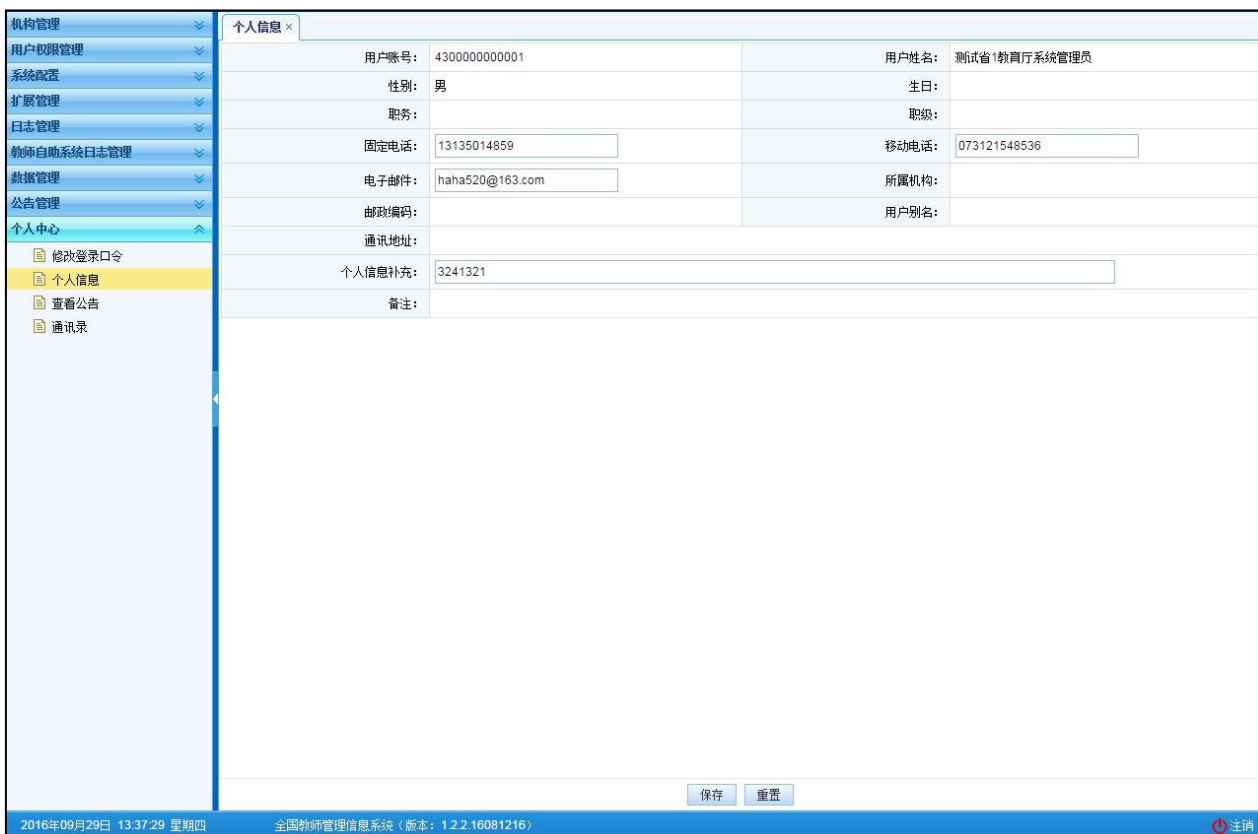 机构管理
用户权限管理
系统配置
扩展管理
日志管理
教师自助系统日志管理
数据管理
公告管理
个人中心
修改登录口令
个人信息
查看公告
通讯录
个人信息 ×
用户账号: 4300000000001 用户姓名: 测试省1教育厅系统管理员
性别: 男 生日:
职务: 职级:
固定电话: 13135014859 移动电话: 073121548536
电子邮件: haha520@163.com 所属机构:
邮政编码: 用户别名:
通讯地址:
个人信息补充: 3241321
备注:
保存 重置
2016年09月29日 13:37:29 星期四 全国教师管理信息系统(版本: 1.2.2.16081216) 注销